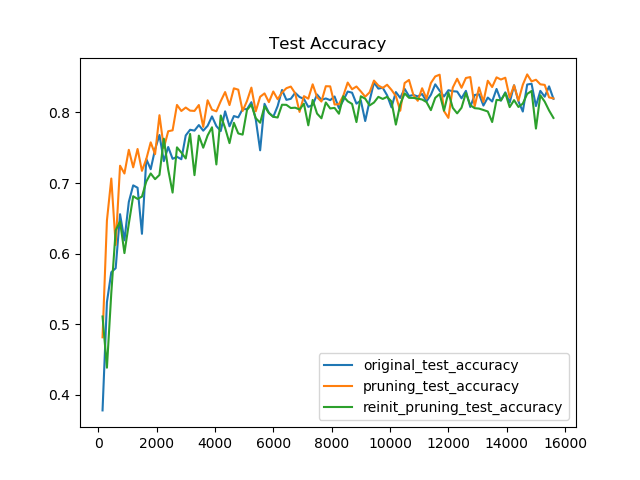 Test Accuracy
0.8
0.7
0.6
0.5
0.4
original_test_accuracy
pruning_test_accuracy
reinit_pruning_test_accuracy
0 2000 4000 6000 8000 10000 12000 14000 16000